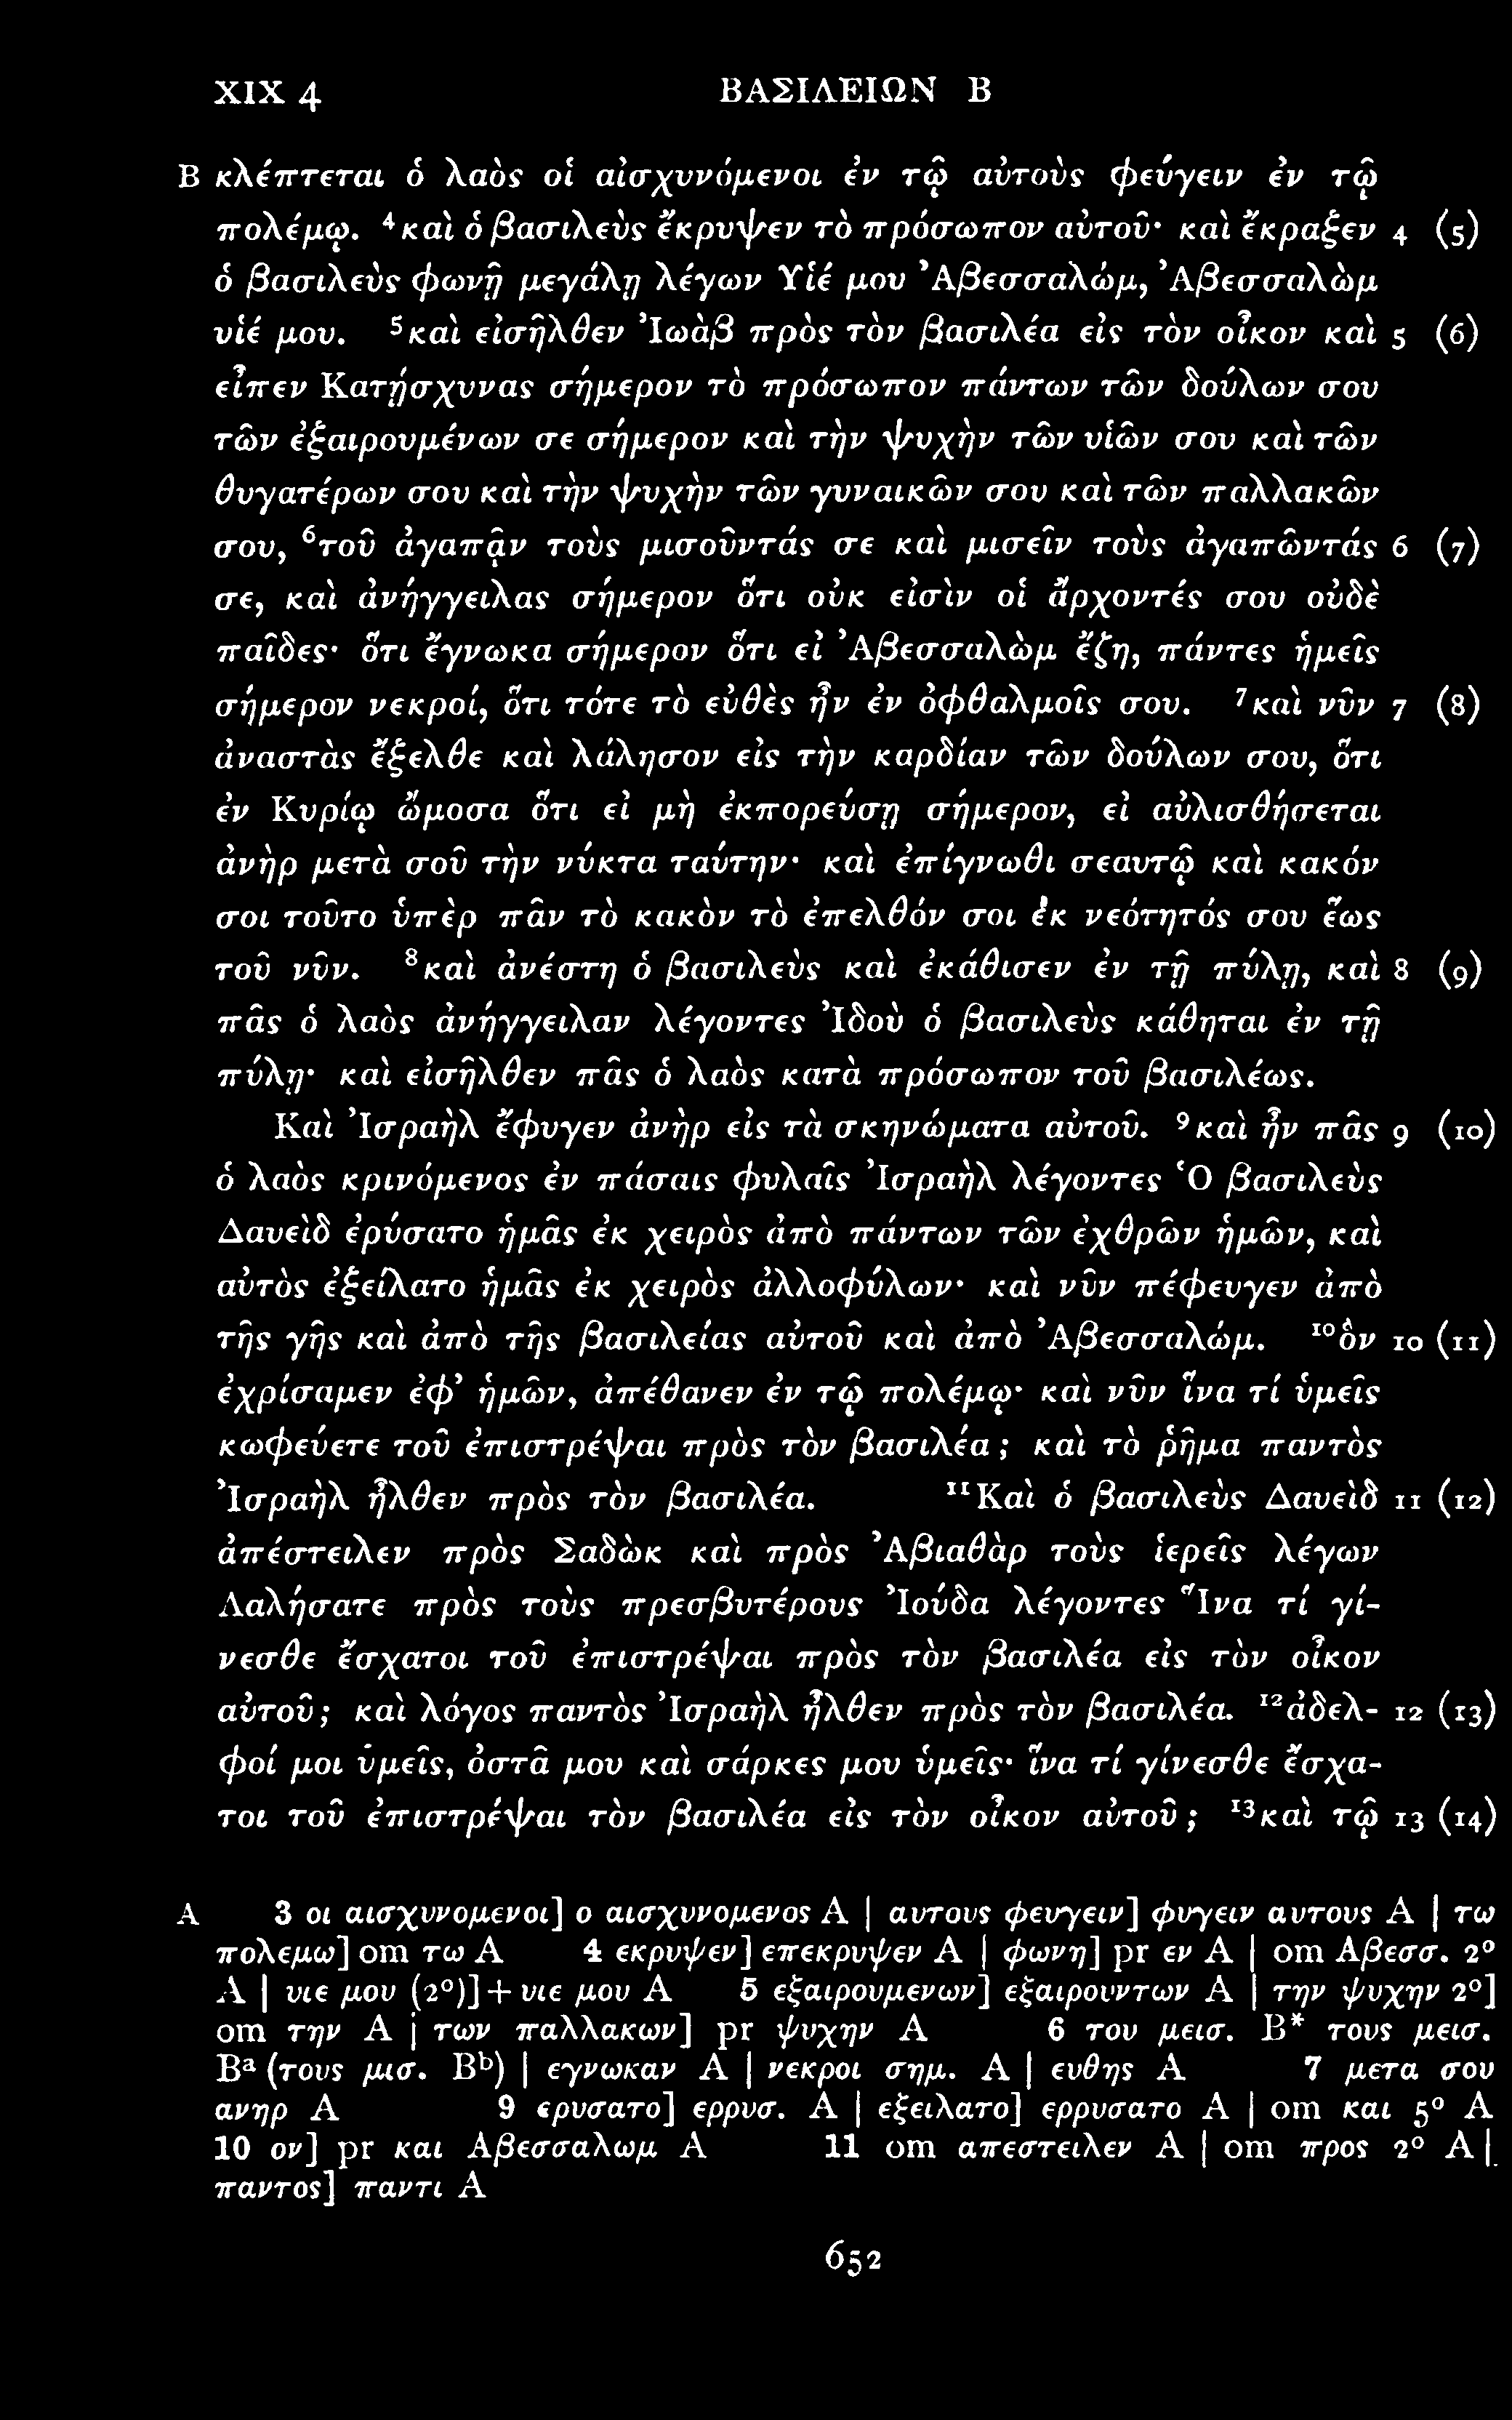 XIX 4 ΒΑΣΙΛΕΙΩΝ Β
B κλέπτεται ὁ λαὸς οἱ αἰσχυνόμενοι ἐν τῷ αὐτοὺς φεύγειν ἐν τῷ
πολέμῳ. ⁴καὶ ὁ βασιλεὺς ἔκρυψεν τὸ πρόσωπον αὐτοῦ· καὶ ἔκραξεν 4 (5)
ὁ βασιλεὺς φωνῇ μεγάλῃ λέγων Υἱέ μου Ἀβεσσαλώμ, Ἀβεσσαλὼμ
υἱέ μου. ⁵καὶ εἰσῆλθεν Ἰωὰβ πρὸς τὸν βασιλέα εἰς τὸν οἶκον καὶ 5 (6)
εἶπεν Κατῄσχυνας σήμερον τὸ πρόσωπον πάντων τῶν δούλων σου
τῶν ἐξαιρουμένων σε σήμερον καὶ τὴν ψυχὴν τῶν υἱῶν σου καὶ τῶν
θυγατέρων σου καὶ τὴν ψυχὴν τῶν γυναικῶν σου καὶ τῶν παλλακῶν
σου, ⁶τοῦ ἀγαπᾷν τοὺς μισοῦντάς σε καὶ μισεῖν τοὺς ἀγαπῶντάς 6 (7)
σε, καὶ ἀνήγγειλας σήμερον ὅτι οὐκ εἰσὶν οἱ ἄρχοντές σου οὐδὲ
παῖδες· ὅτι ἔγνωκα σήμερον ὅτι εἰ Ἀβεσσαλὼμ ἔζη, πάντες ἡμεῖς
σήμερον νεκροί, ὅτι τότε τὸ εὐθὲς ἦν ἐν ὀφθαλμοῖς σου. ⁷καὶ νῦν 7 (8)
ἀναστὰς ἔξελθε καὶ λάλησον εἰς τὴν καρδίαν τῶν δούλων σου, ὅτι
ἐν Κυρίῳ ὤμοσα ὅτι εἰ μὴ ἐκπορεύσῃ σήμερον, εἰ αὐλισθήσεται
ἀνὴρ μετὰ σοῦ τὴν νύκτα ταύτην· καὶ ἐπίγνωθι σεαυτῷ καὶ κακόν
σοι τοῦτο ὑπὲρ πᾶν τὸ κακὸν τὸ ἐπελθόν σοι ἐκ νεότητός σου ἕως
τοῦ νῦν. ⁸καὶ ἀνέστη ὁ βασιλεὺς καὶ ἐκάθισεν ἐν τῇ πύλῃ, καὶ 8 (9)
πᾶς ὁ λαὸς ἀνήγγειλαν λέγοντες Ἰδοὺ ὁ βασιλεὺς κάθηται ἐν τῇ
πύλῃ· καὶ εἰσῆλθεν πᾶς ὁ λαὸς κατὰ πρόσωπον τοῦ βασιλέως.
Καὶ Ἰσραὴλ ἔφυγεν ἀνὴρ εἰς τὰ σκηνώματα αὐτοῦ. ⁹καὶ ἦν πᾶς 9 (10)
ὁ λαὸς κρινόμενος ἐν πάσαις φυλαῖς Ἰσραὴλ λέγοντες Ὁ βασιλεὺς
Δαυεὶδ ἐρύσατο ἡμᾶς ἐκ χειρὸς ἀπὸ πάντων τῶν ἐχθρῶν ἡμῶν, καὶ
αὐτὸς ἐξείλατο ἡμᾶς ἐκ χειρὸς ἀλλοφύλων· καὶ νῦν πέφευγεν ἀπὸ
τῆς γῆς καὶ ἀπὸ τῆς βασιλείας αὐτοῦ καὶ ἀπὸ Ἀβεσσαλώμ. ¹⁰ὃν 10 (11)
ἐχρίσαμεν ἐφ’ ἡμῶν, ἀπέθανεν ἐν τῷ πολέμῳ· καὶ νῦν ἵνα τί ὑμεῖς
κωφεύετε τοῦ ἐπιστρέψαι πρὸς τὸν βασιλέα; καὶ τὸ ῥῆμα παντὸς
Ἰσραὴλ ἦλθεν πρὸς τὸν βασιλέα. ¹¹Καὶ ὁ βασιλεὺς Δαυεὶδ 11 (12)
ἀπέστειλεν πρὸς Σαδὼκ καὶ πρὸς Ἀβιαθὰρ τοὺς ἱερεῖς λέγων
Λαλήσατε πρὸς τοὺς πρεσβυτέρους Ἰούδα λέγοντες Ἵνα τί γί-
νεσθε ἔσχατοι τοῦ ἐπιστρέψαι πρὸς τὸν βασιλέα εἰς τὸν οἶκον
αὐτοῦ; καὶ λόγος παντὸς Ἰσραὴλ ἦλθεν πρὸς τὸν βασιλέα. ¹²ἀδελ- 12 (13)
φοί μοι ὑμεῖς, ὀστᾶ μου καὶ σάρκες μου ὑμεῖς· ἵνα τί γίνεσθε ἔσχα-
τοι τοῦ ἐπιστρέψαι τὸν βασιλέα εἰς τὸν οἶκον αὐτοῦ; ¹³καὶ τῷ 13 (14)
A 3 οι αισχυνομενοι] ο αισχυνομενος A | αυτους φευγειν] φυγειν αυτους A | τω
πολεμω] om τω A 4 εκρυψεν] επεκρυψεν A | φωνη] pr εν A | om Αβεσσ. 2°
A | υιε μου (2°)] + υιε μου A 5 εξαιρουμενων] εξαιρουντων A | την ψυχην 2°]
om την A | των παλλακων] pr ψυχην A 6 του μεισ. B* τους μεισ.
Bᵃ (τους μισ. Bᵇ) | εγνωκαν A | νεκροι σημ. A | ευθης A 7 μετα σου
ανηρ A 9 ερυσατο] ερρυσ. A | εξειλατο] ερρυσατο A | om και 5° A
10 ον] pr και Αβεσσαλωμ A 11 om απεστειλεν A | om προς 2° A |
παντος] παντι A
652